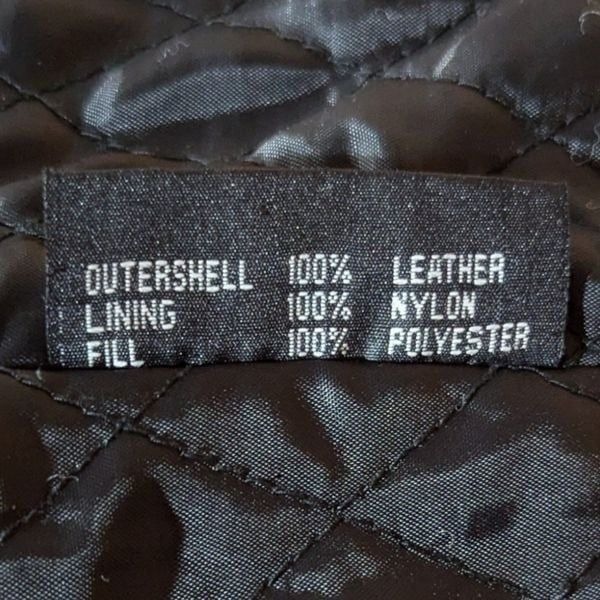 OUTERSHELL 100% LEATHER
LINING 100% NYLON
FILL 100% POLYESTER